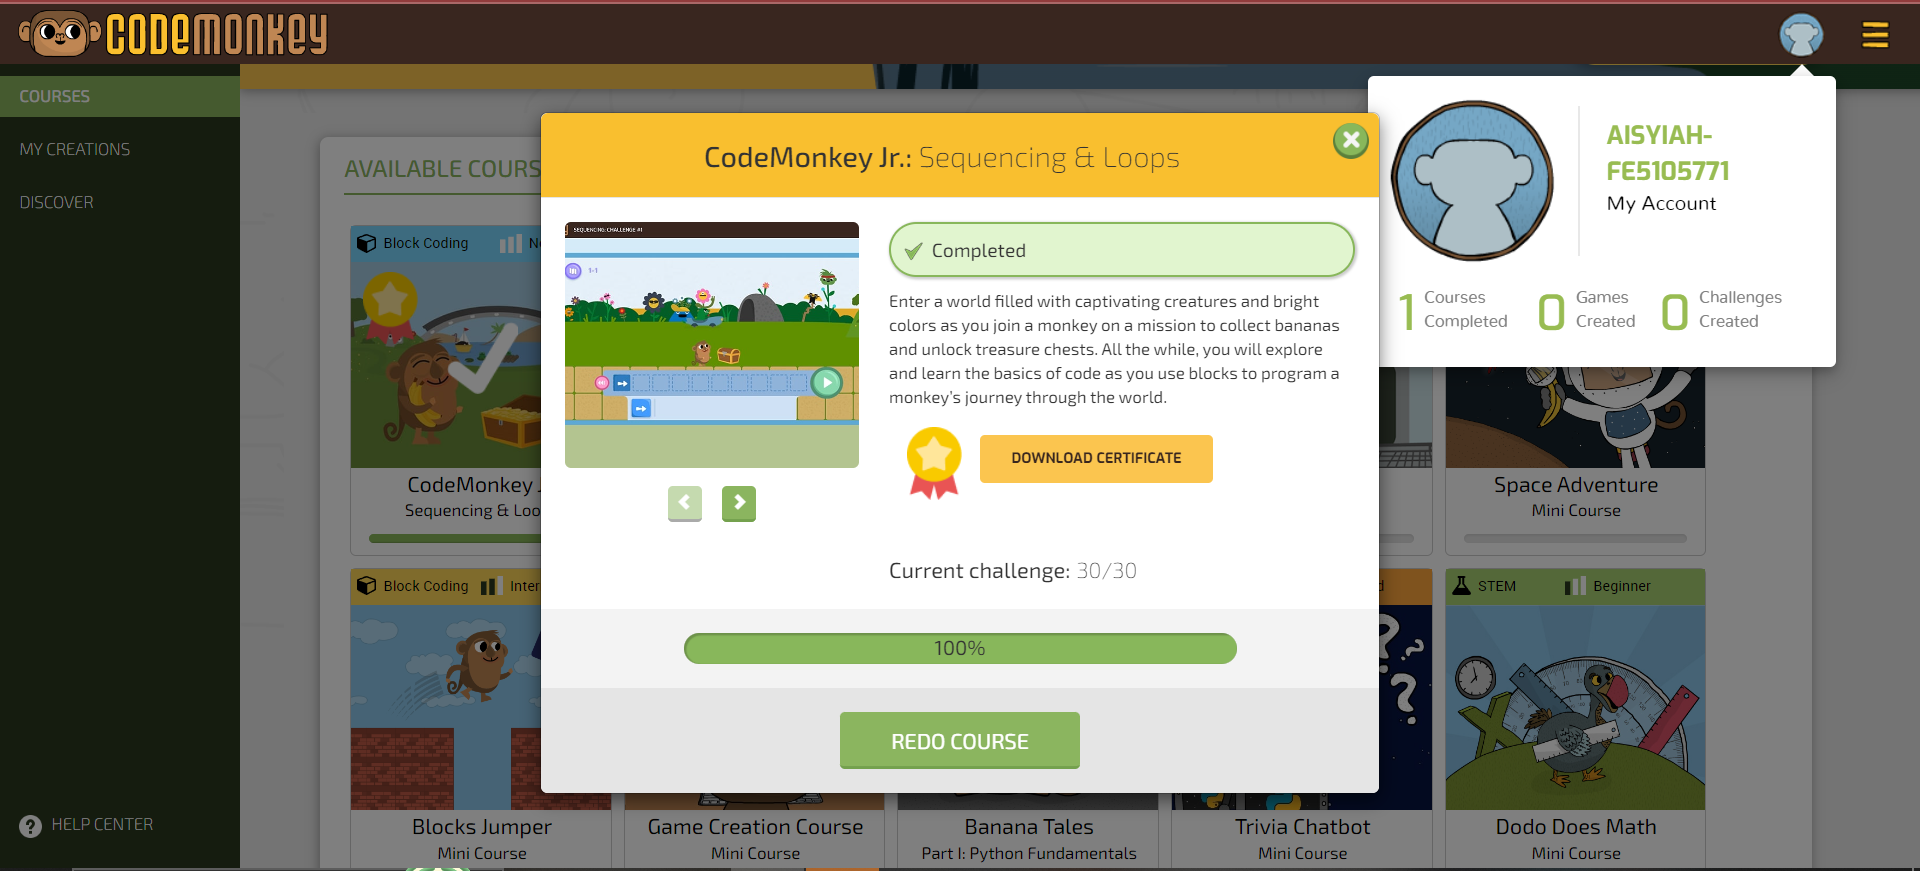 CODEMONKEY
COURSES
MY CREATIONS
DISCOVER
HELP CENTER
AVAILABLE COURS
Block Coding
CodeMonkey J
Sequencing & Loo
Space Adventure
Mini Course
Block Coding
Inter
STEM
Beginner
Blocks Jumper
Mini Course
Game Creation Course
Mini Course
Banana Tales
Part I: Python Fundamentals
Trivia Chatbot
Mini Course
Dodo Does Math
Mini Course
CodeMonkey Jr.: Sequencing & Loops
SEQUENCING: CHALLENGE #1
1-1
Completed
Enter a world filled with captivating creatures and bright
colors as you join a monkey on a mission to collect bananas
and unlock treasure chests. All the while, you will explore
and learn the basics of code as you use blocks to program a
monkey's journey through the world.
DOWNLOAD CERTIFICATE
Current challenge: 30/30
100%
REDO COURSE
AISYIAH-
FE5105771
My Account
1 Courses
Completed
0 Games
Created
0 Challenges
Created